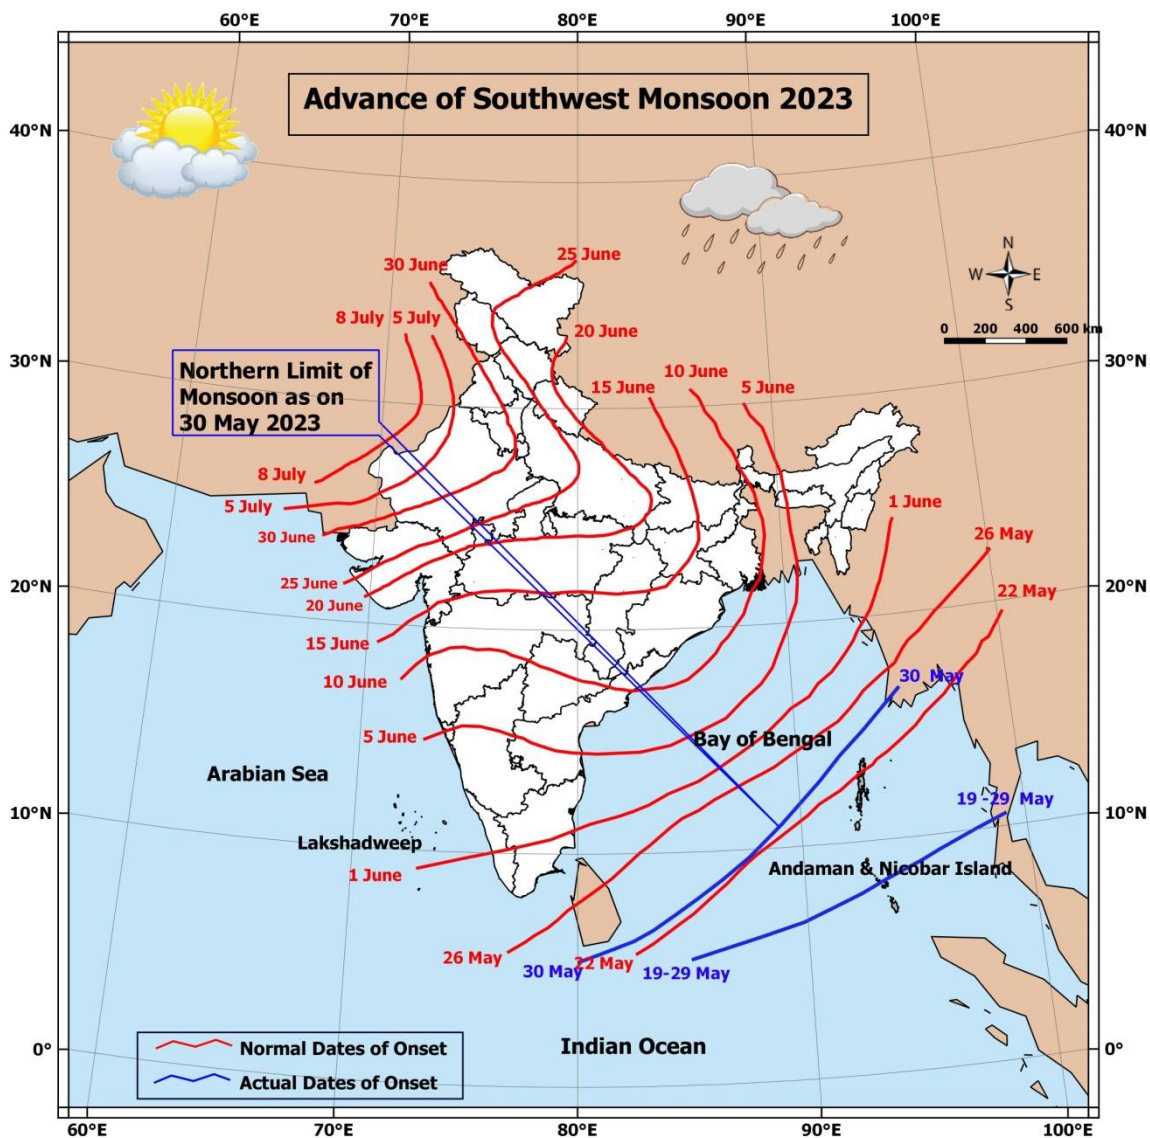 60°E 70°E 80°E 90°E 100°E
Advance of Southwest Monsoon 2023
40°N 40°N
N
W E
S
25 June
30 June
8 July 5 July
20 June
0 200 400 600 km
30°N 30°N
10 June
15 June 5 June
Northern Limit of
Monsoon as on
30 May 2023
8 July
5 July
1 June
30 June
26 May
25 June
20°N 20°N
22 May
20 June
15 June
10 June
30 May
5 June
Bay of Bengal
Arabian Sea
19-29 May
10°N 10°N
Lakshadweep
Andaman & Nicobar Island
1 June
26 May
30 May 22 May 19-29 May
Indian Ocean
0° 0°
Normal Dates of Onset
Actual Dates of Onset
60°E 70°E 80°E 90°E 100°E